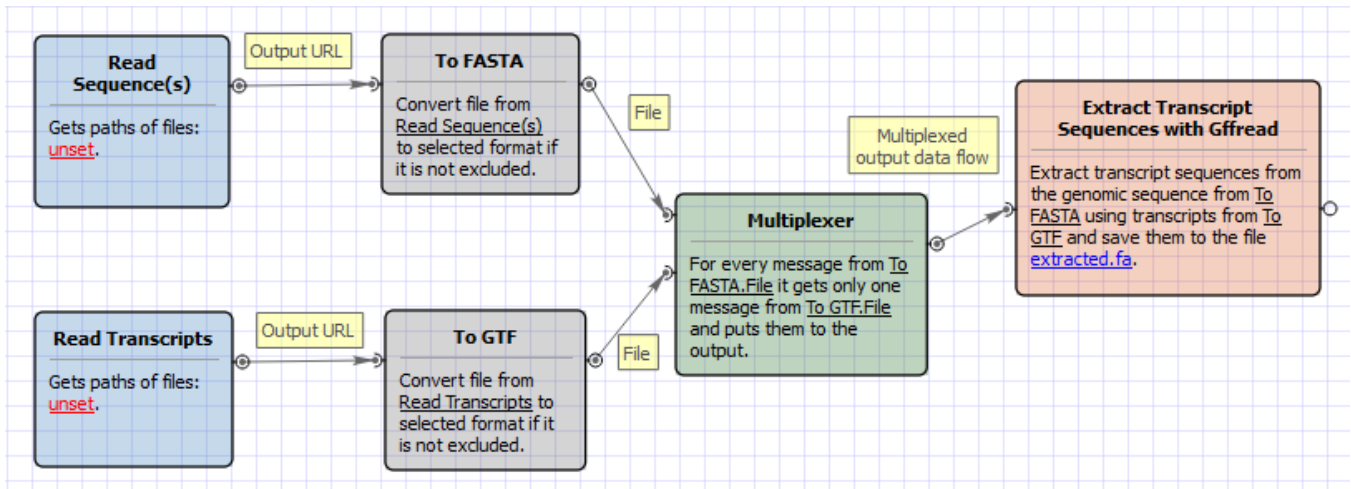 Read
Sequence(s)
Gets paths of files:
unset.
Output URL
To FASTA
Convert file from
Read Sequence(s)
to selected format if
it is not excluded.
File
Read Transcripts
Gets paths of files:
unset.
Output URL
To GTF
Convert file from
Read Transcripts to
selected format if it
is not excluded.
File
Multiplexer
For every message from To
FASTA.File it gets only one
message from To GTF.File
and puts them to the
output.
Multiplexed
output data flow
Extract Transcript
Sequences with Gffread
Extract transcript sequences from
the genomic sequence from To
FASTA using transcripts from To
GTF and save them to the file
extracted.fa.